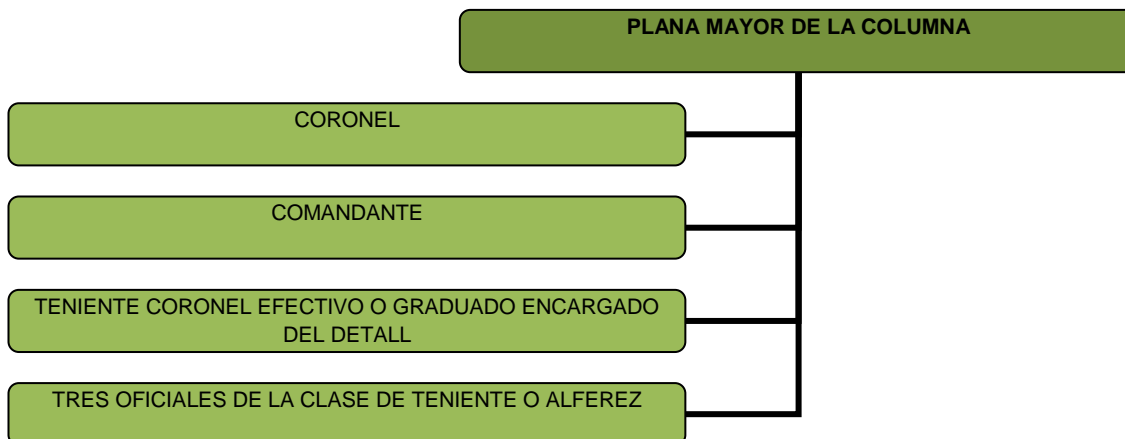 PLANA MAYOR DE LA COLUMNA
CORONEL
COMANDANTE
TENIENTE CORONEL EFECTIVO O GRADUADO ENCARGADO
DEL DETALL
TRES OFICIALES DE LA CLASE DE TENIENTE O ALFEREZ